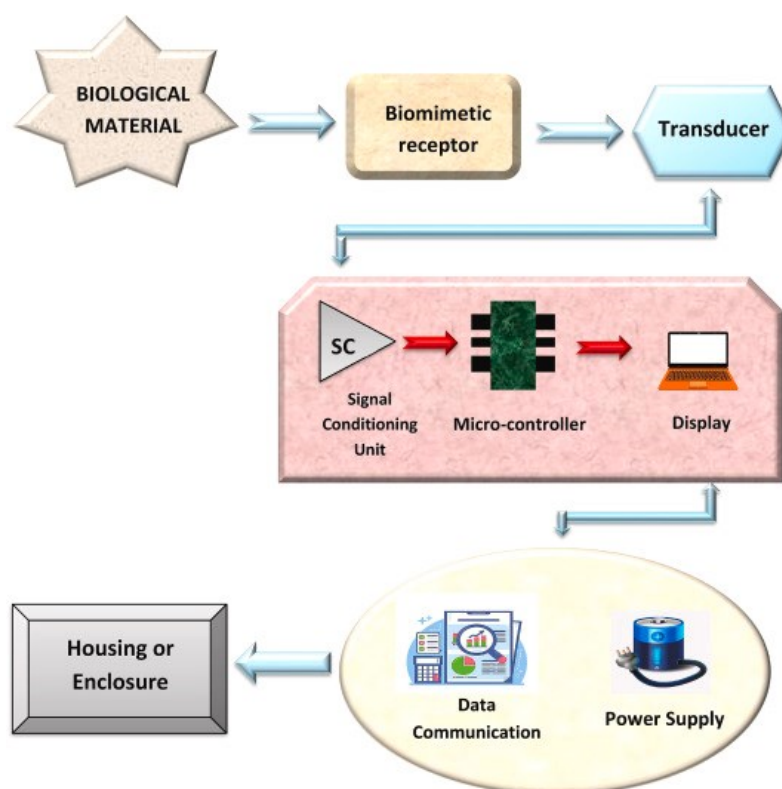 BIOLOGICAL
MATERIAL
Biomimetic
receptor
Transducer
SC
Signal
Conditioning
Unit
Micro-controller
Display
Housing or
Enclosure
Data
Communication
Power Supply